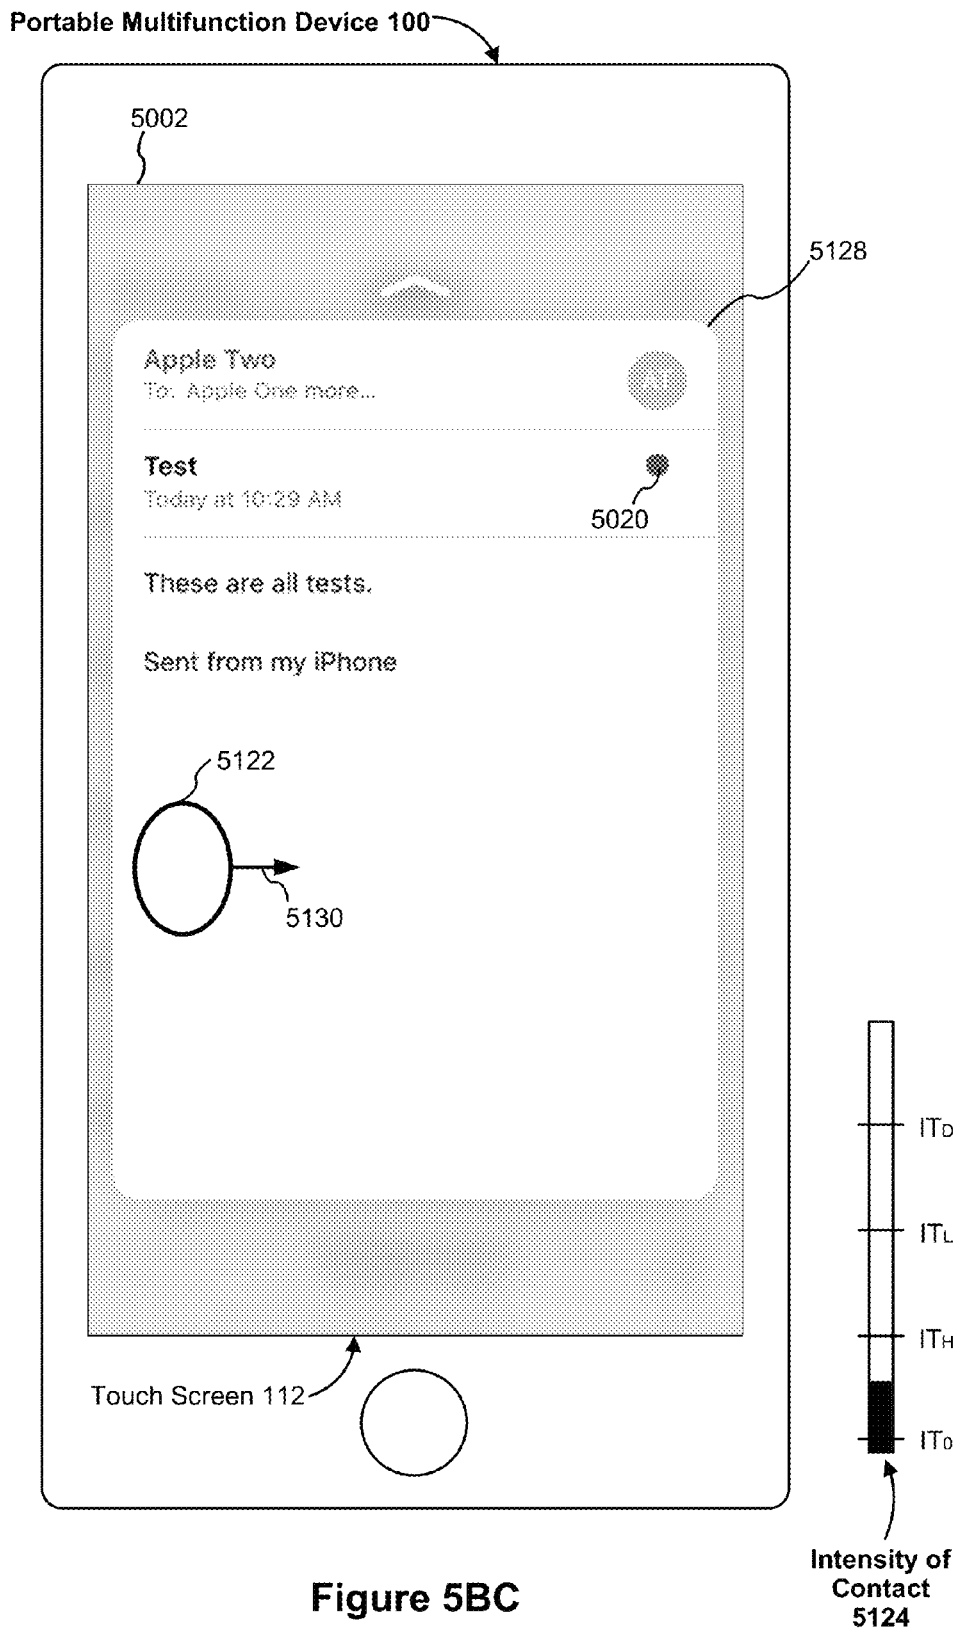 Portable Multifunction Device 100
5002
5128
Apple Two
To: Apple One more...
Test
Today at 10:29 AM
5020
These are all tests.
Sent from my iPhone
5122
5130
ITD
ITL
ITH
IT0
Touch Screen 112
Intensity of
Contact
5124
Figure 5BC